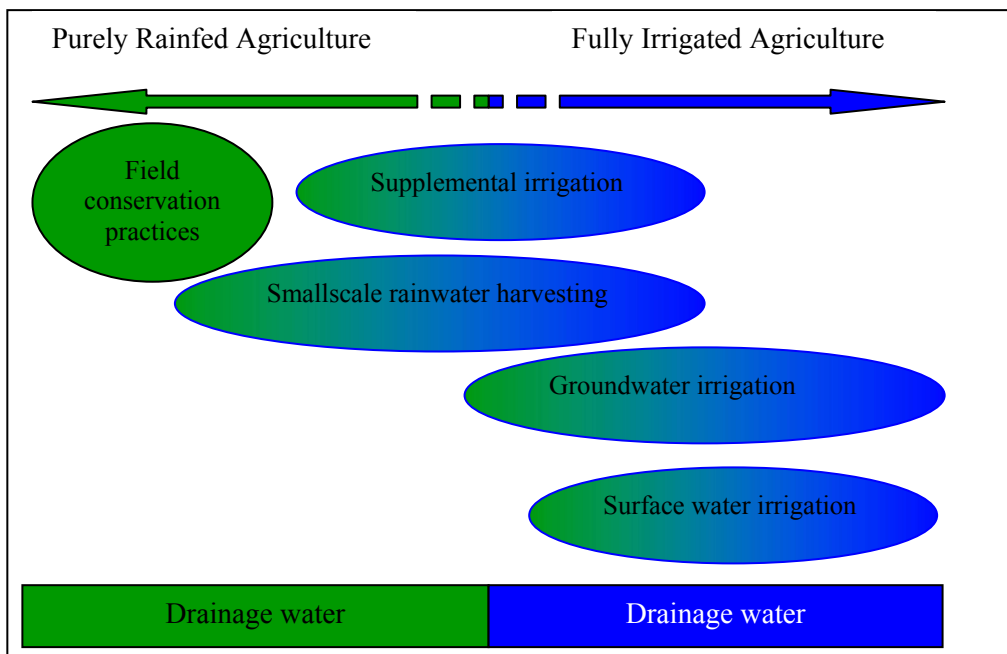 Purely Rainfed Agriculture
Fully Irrigated Agriculture
Field
conservation
practices
Supplemental irrigation
Smallscale rainwater harvesting
Groundwater irrigation
Surface water irrigation
Drainage water
Drainage water